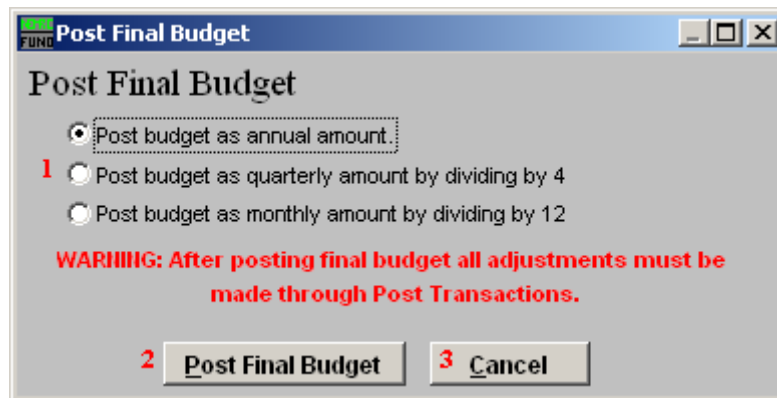 FUND Post Final Budget
Post Final Budget
Post budget as annual amount.
1 Post budget as quarterly amount by dividing by 4
Post budget as monthly amount by dividing by 12
WARNING: After posting final budget all adjustments must be
made through Post Transactions.
2 Post Final Budget 3 Cancel